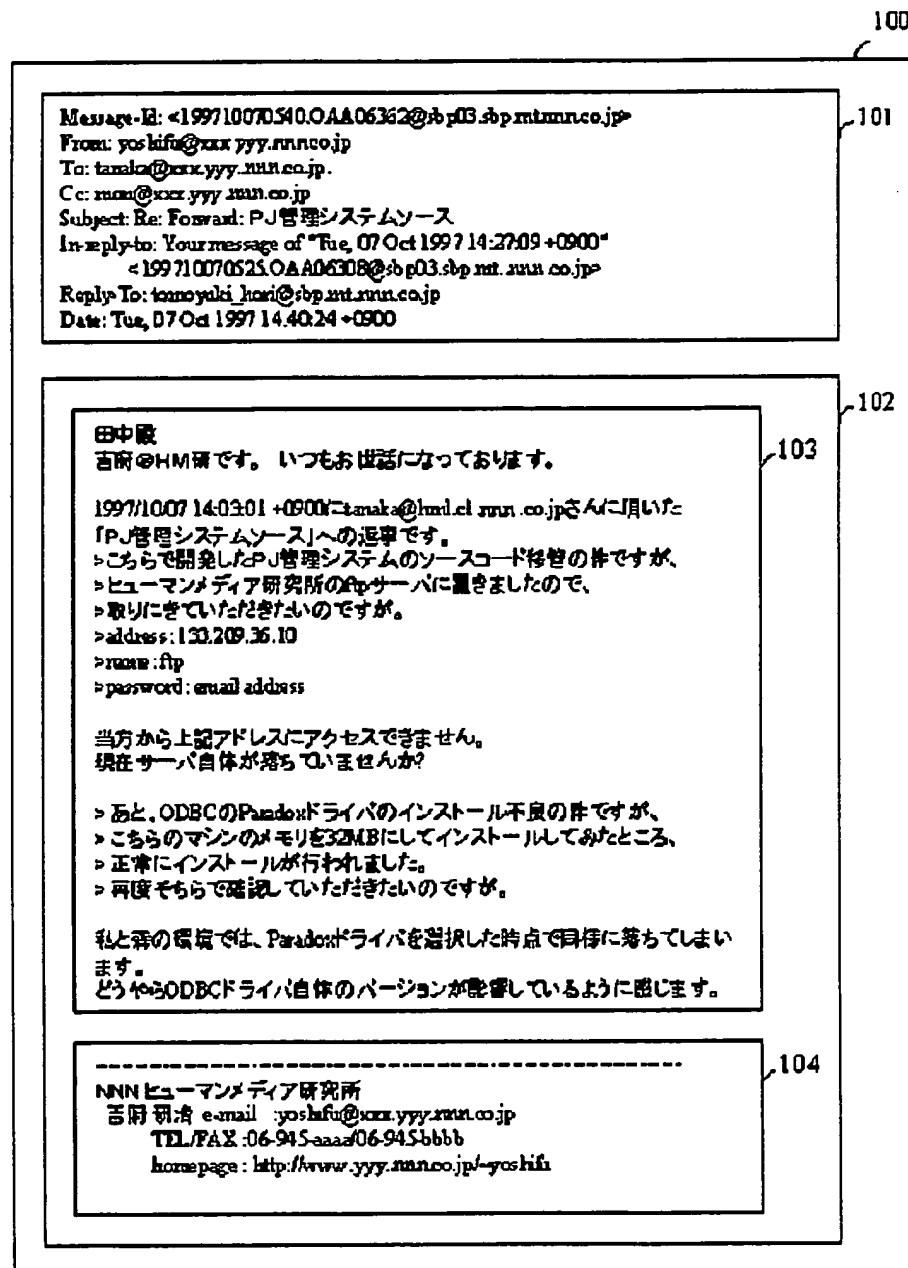 100
101
Message-Id: <199710070540.OAA06362@sbp03.sbp.mt.nnn.co.jp>
From: yoshifu@xxx.yyy.nnn.co.jp
To: tanaka@xxx.yyy.nnn.co.jp.
Cc: mori@xxx.yyy.nnn.co.jp
Subject: Re: Forward: PJ管理システムソース
In-reply-to: Your message of "Tue, 07 Oct 1997 14:27:09 +0900"
<199710070525.OAA06308@sbp03.sbp.mt.nnn.co.jp>
Reply-To: tomoyuki_hori@sbp.mt.nnn.co.jp
Date: Tue, 07 Oct 1997 14:40:24 +0900
102
103
田中殿
吉府@HM研です。 いつもお世話になっております。
1997/10/07 14:03:01 +0900にtanaka@hml.cl.nnn.co.jpさんに頂いた
「PJ管理システムソース」への返事です。
>こちらで開発したPJ管理システムのソースコード移管の件ですが、
>ヒューマンメディア研究所のftpサーバに置きましたので、
>取りにきていただきたいのですが。
>address:133.209.36.10
>name:ftp
>password:email address
当方から上記アドレスにアクセスできません。
現在サーバ自体が落ちていませんか?
> あと、ODBCのParadoxドライバのインストール不良の件ですが、
> こちらのマシンのメモリを32MBにしてインストールしてみたところ、
> 正常にインストールが行われました。
> 再度そちらで確認していただきたいのですが。
私と森の環境では、Paradoxドライバを選択した時点で同様に落ちてしまい
ます。
どうやらODBCドライバ自体のバージョンが影響しているように感じます。
104
NNN ヒューマンメディア研究所
吉府 e-mail :yoshifu@xxx.yyy.nnn.co.jp
TEL/FAX :06-945-aaaa/06-945-bbbb
homepage : http://www.yyy.nnn.co.jp/~yoshifu